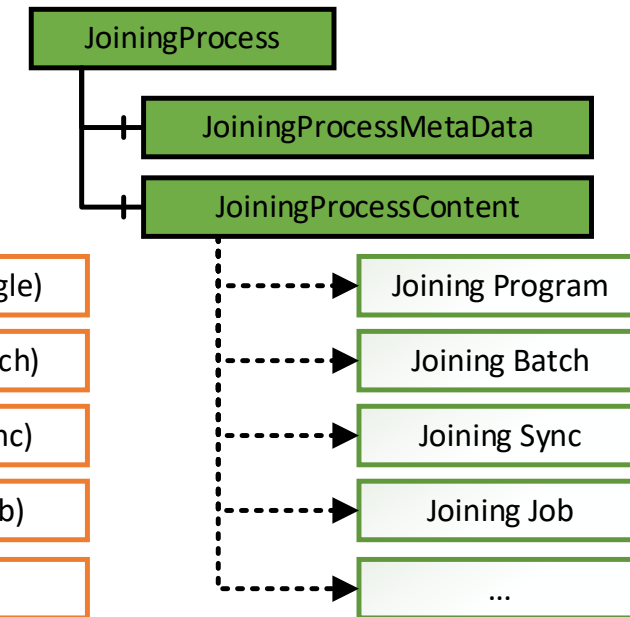 JoiningProcess
JoiningProcessMetaData
JoiningProcessContent
gle)
Joining Program
ch)
Joining Batch
nc)
Joining Sync
b)
Joining Job
...